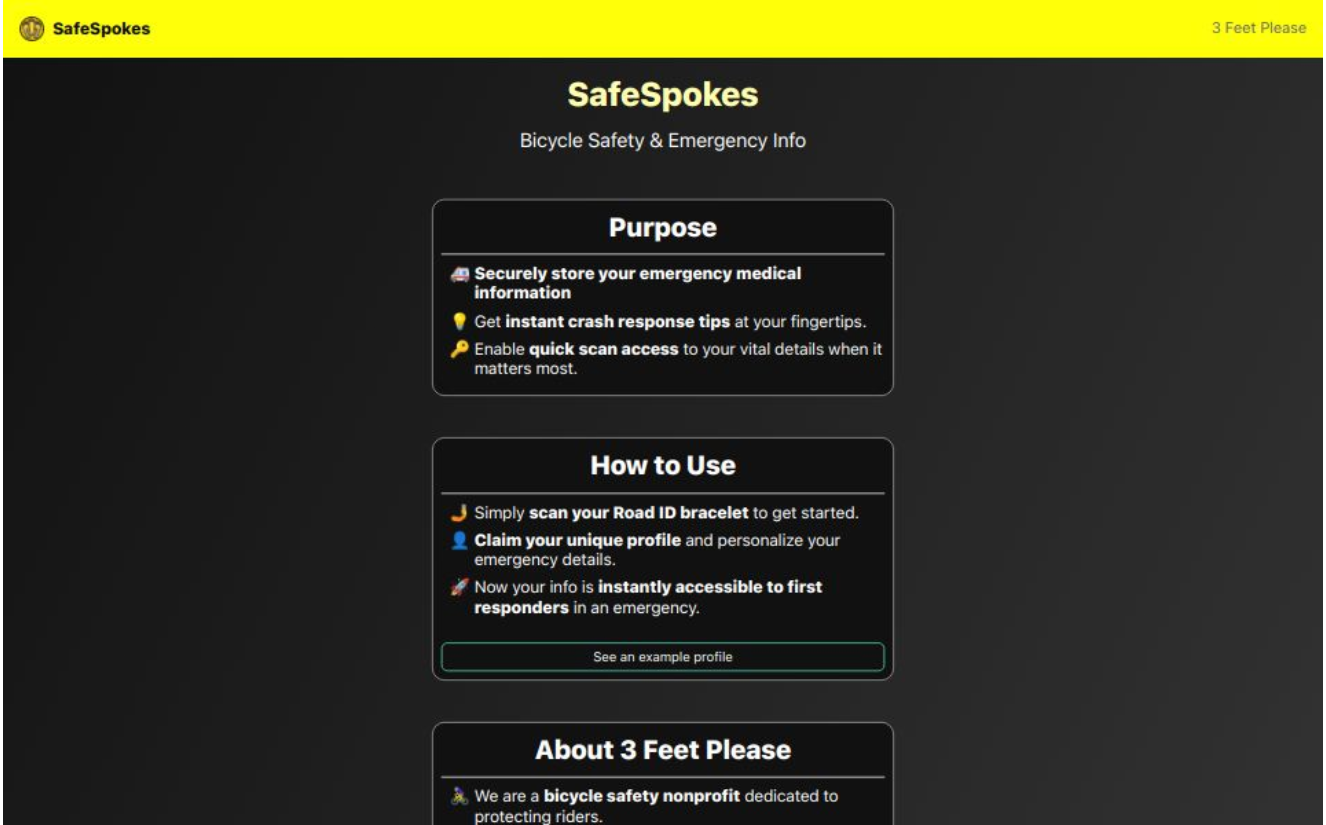 SafeSpokes
3 Feet Please
SafeSpokes
Bicycle Safety & Emergency Info
Purpose
Securely store your emergency medical
information
Get instant crash response tips at your fingertips.
Enable quick scan access to your vital details when it
matters most.
How to Use
Simply scan your Road ID bracelet to get started.
Claim your unique profile and personalize your
emergency details.
Now your info is instantly accessible to first
responders in an emergency.
See an example profile
About 3 Feet Please
We are a bicycle safety nonprofit dedicated to
protecting riders.